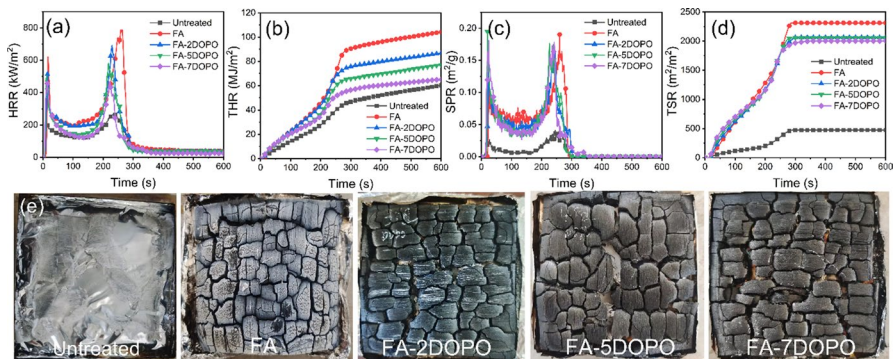 (a)
HRR (kW/m²)
800
600
400
200
0
0 100 200 300 400 500 600
Time (s)
Untreated
FA
FA-2DOPO
FA-5DOPO
FA-7DOPO
(b)
THR (MJ/m²)
120
100
80
60
40
20
0
0 100 200 300 400 500 600
Time (s)
Untreated
FA
FA-2DOPO
FA-5DOPO
FA-7DOPO
(c)
SPR (m²/g)
0.20
0.15
0.10
0.05
0.00
0 100 200 300 400 500 600
Time (s)
Untreated
FA
FA-2DOPO
FA-5DOPO
FA-7DOPO
(d)
TSR (m²/m²)
2500
2000
1500
1000
500
0
0 100 200 300 400 500 600
Time (s)
Untreated
FA
FA-2DOPO
FA-5DOPO
FA-7DOPO
(e)
Untreated
FA
FA-2DOPO
FA-5DOPO
FA-7DOPO